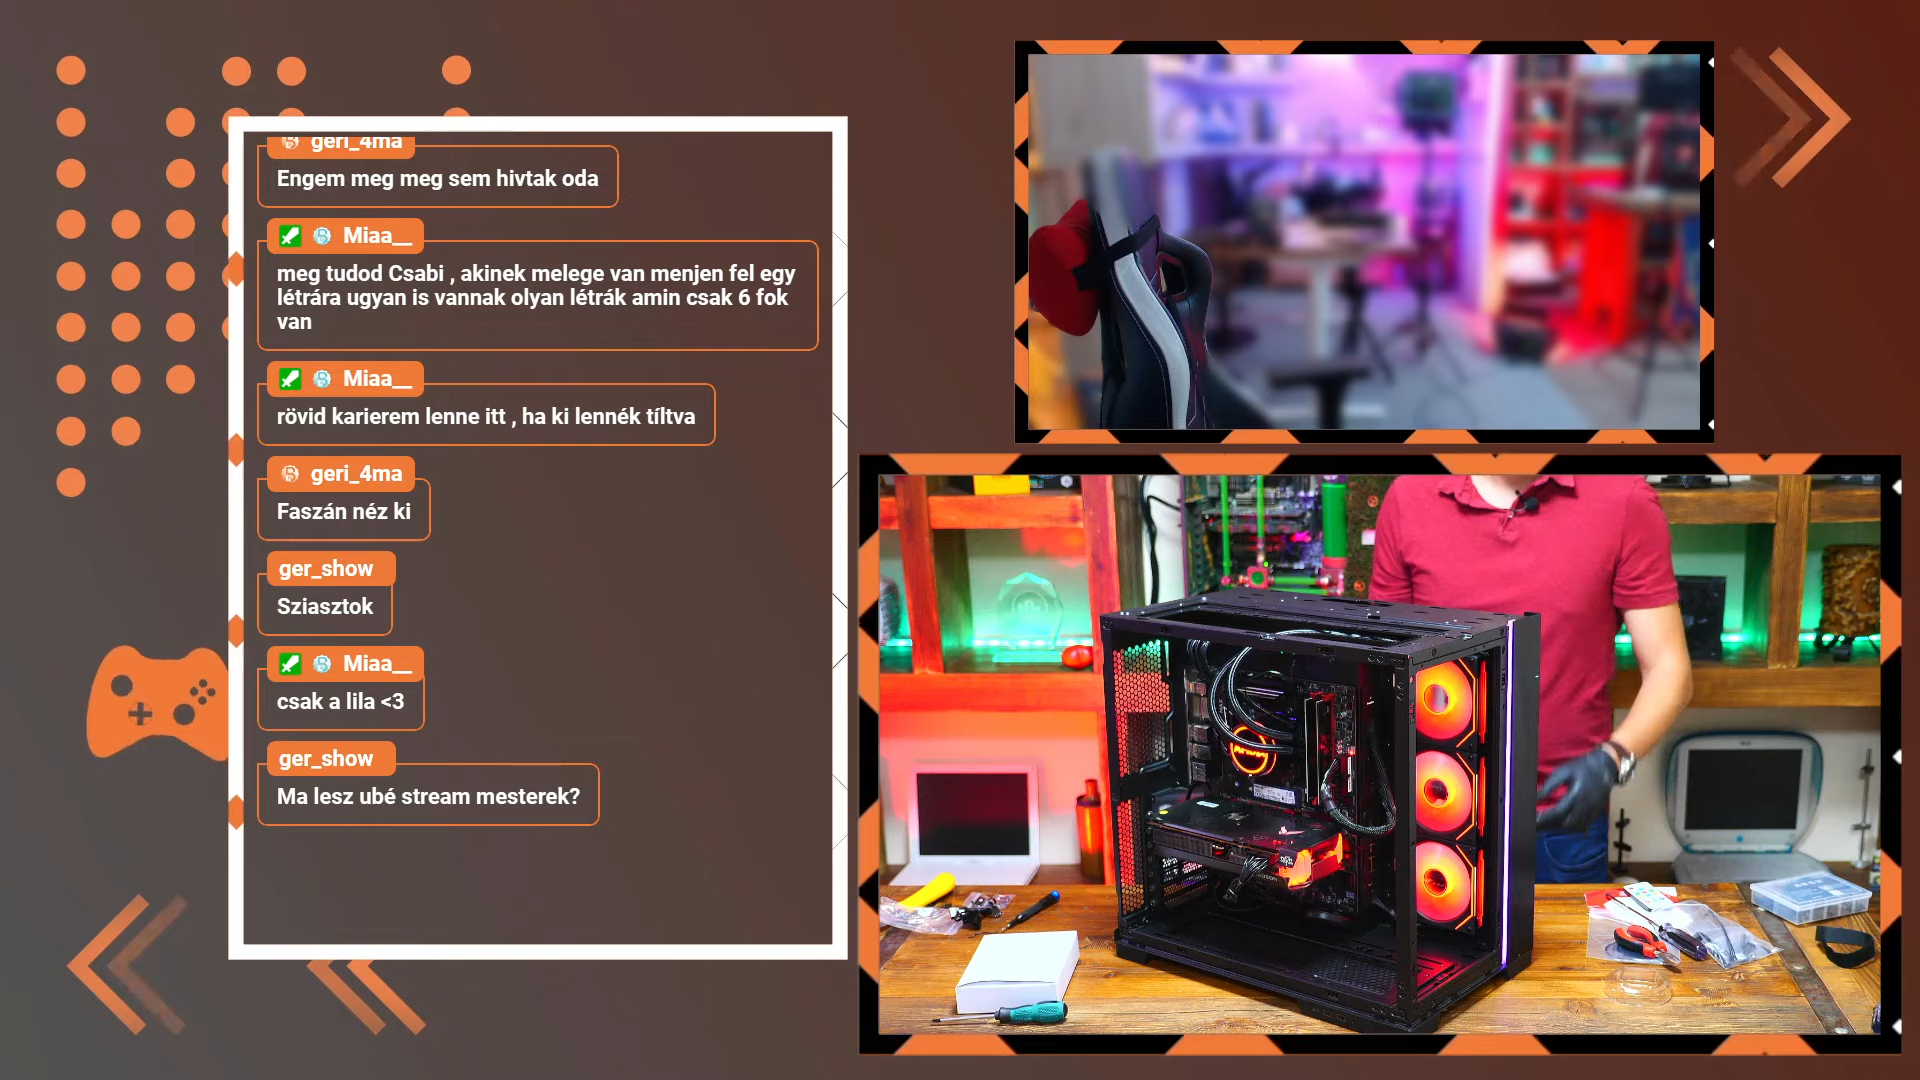 geri_4ma
Engem meg meg sem hivtak oda
Miaa__
meg tudod Csabi , akinek melege van menjen fel egy
létrára ugyan is vannak olyan létrák amin csak 6 fok
van
Miaa__
rövid karierem lenne itt , ha ki lennék tíltva
geri_4ma
Faszán néz ki
ger_show
Sziasztok
Miaa__
csak a lila <3
ger_show
Ma lesz ubé stream mesterek?